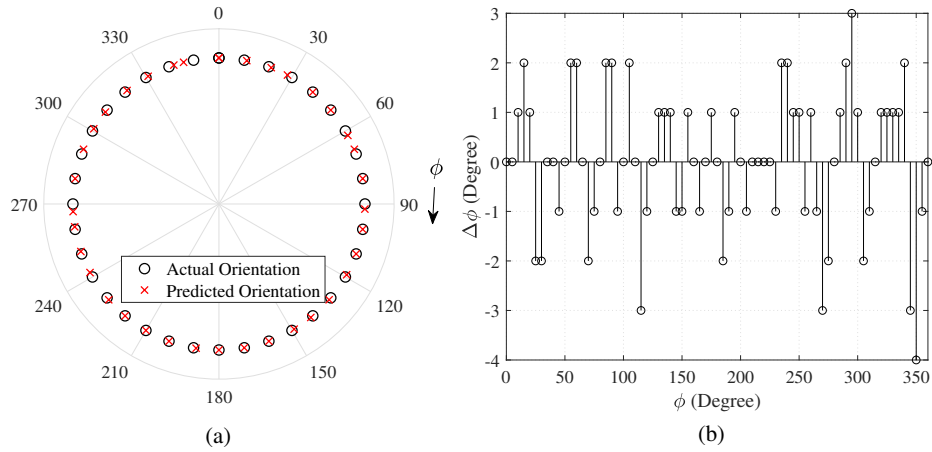 0
30
60
90
120
150
180
210
240
270
300
330
ϕ
Actual Orientation
Predicted Orientation
(a)
3
2
1
0
-1
-2
-3
-4
Δϕ (Degree)
0 50 100 150 200 250 300 350
ϕ (Degree)
(b)